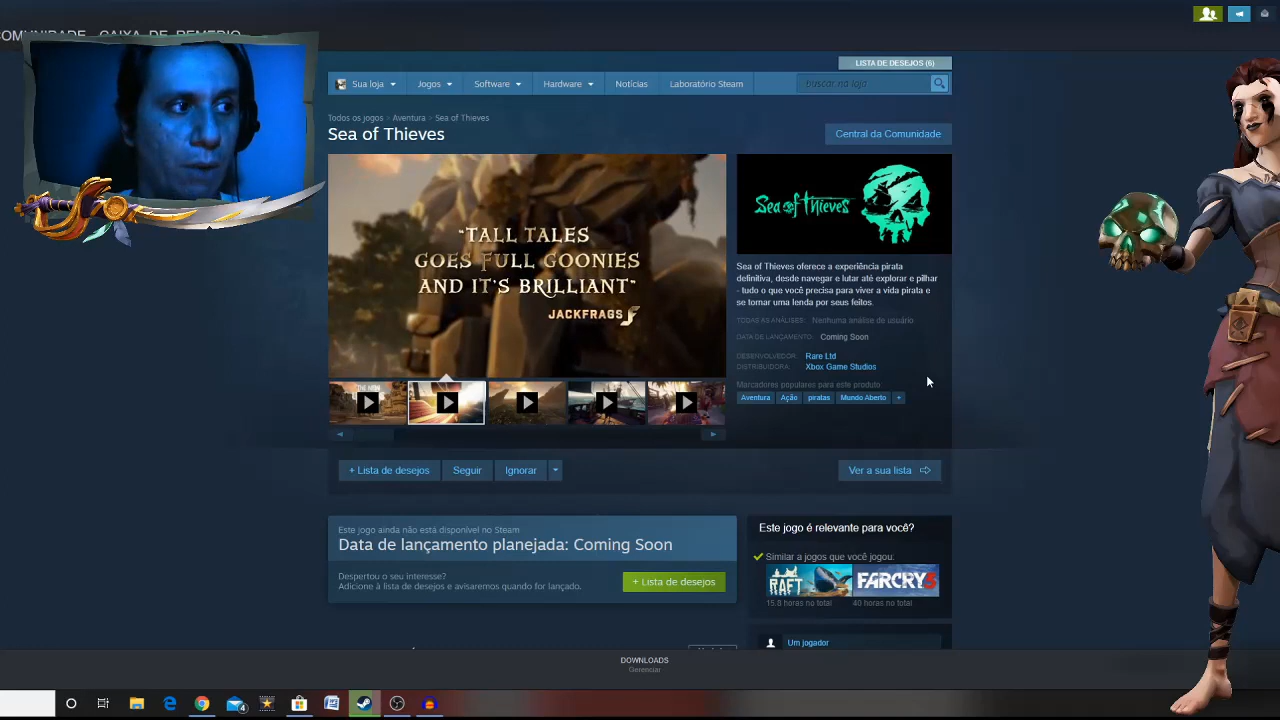 LISTA DE DESEJOS (6)
Sua loja
Jogos
Software
Hardware
Notícias
Laboratório Steam
buscar na loja
Todos os jogos > Aventura > Sea of Thieves
Sea of Thieves
Central da Comunidade
"TALL TALES
GOES FULL GOONIES
AND IT'S BRILLIANT"
JACKFRAGS
Sea of Thieves
Sea of Thieves oferece a experiência pirata
definitiva, desde navegar e lutar até explorar e pilhar
- tudo o que você precisa para viver a vida pirata e
se tornar uma lenda por seus feitos.
TODAS AS ANÁLISES: Nenhuma análise de usuário
DATA DE LANÇAMENTO: Coming Soon
DESENVOLVEDOR: Rare Ltd
DISTRIBUIDORA: Xbox Game Studios
Marcadores populares para este produto:
Aventura
Ação
piratas
Mundo Aberto
+
+ Lista de desejos
Seguir
Ignorar
Ver a sua lista
Este jogo ainda não está disponível no Steam
Data de lançamento planejada: Coming Soon
Despertou o seu interesse?
Adicione à lista de desejos e avisaremos quando for lançado.
+ Lista de desejos
Este jogo é relevante para você?
Similar a jogos que você jogou:
RAFT
FARCRY 5
15.8 horas no total
40 horas no total
Um jogador
DOWNLOADS
Gerenciar
4